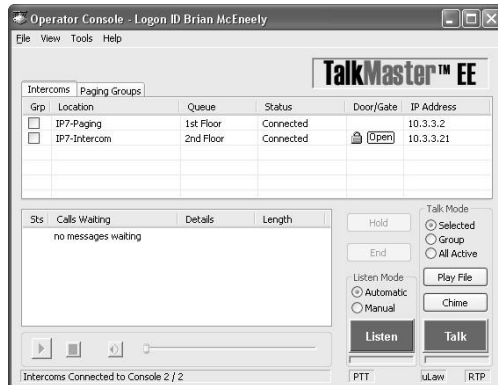 Operator Console - Logon ID Brian McEneely
File View Tools Help
TalkMaster™ EE
Intercoms Paging Groups
Grp Location Queue Status Door/Gate IP Address
IP7-Paging 1st Floor Connected 10.3.3.2
IP7-Intercom 2nd Floor Connected Open 10.3.3.21
Sts Calls Waiting Details Length
no messages waiting
Hold
End
Talk Mode
Selected
Group
All Active
Listen Mode
Automatic
Manual
Play File
Chime
Listen
Talk
Intercoms Connected to Console 2 / 2
PTT uLaw RTP